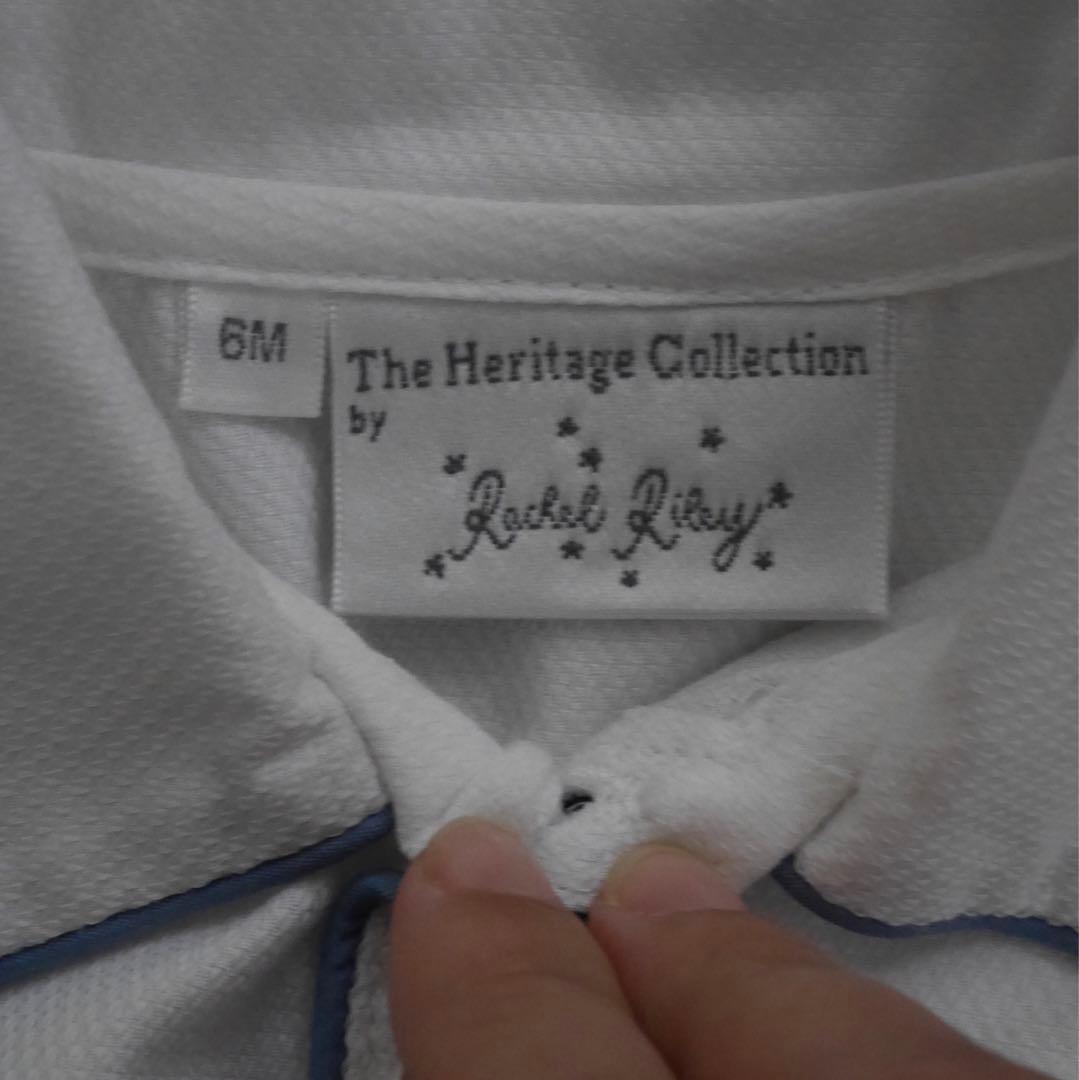 6M
The Heritage Collection
by
Rachel Riley